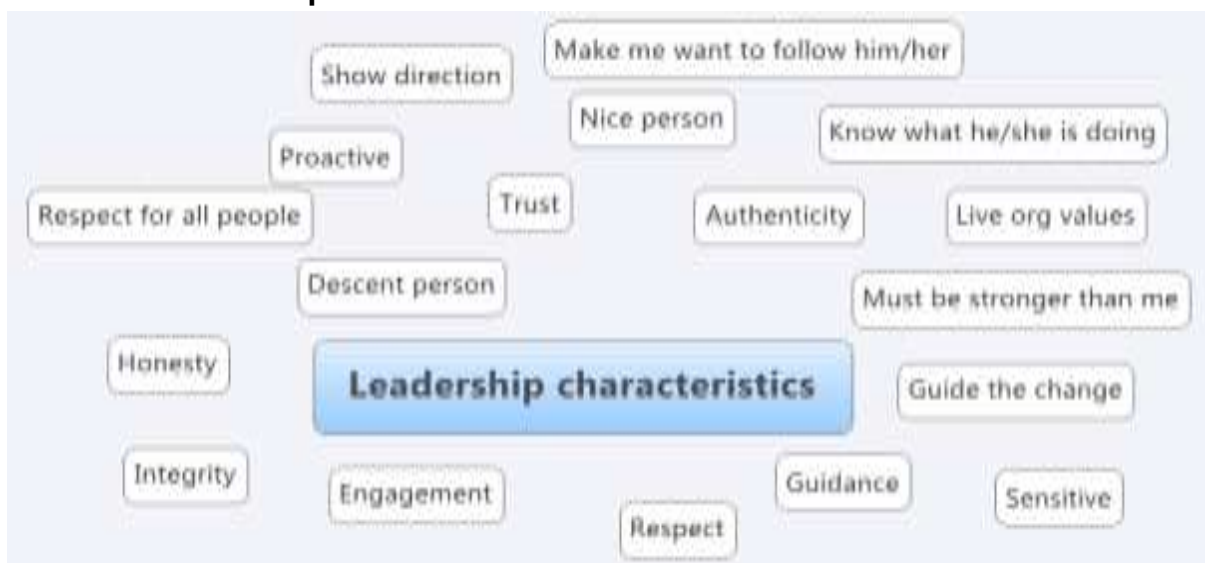 Make me want to follow him/her
Show direction
Nice person
Know what he/she is doing
Proactive
Trust
Respect for all people
Authenticity
Live org values
Descent person
Must be stronger than me
Honesty
Leadership characteristics
Guide the change
Integrity
Engagement
Guidance
Sensitive
Respect